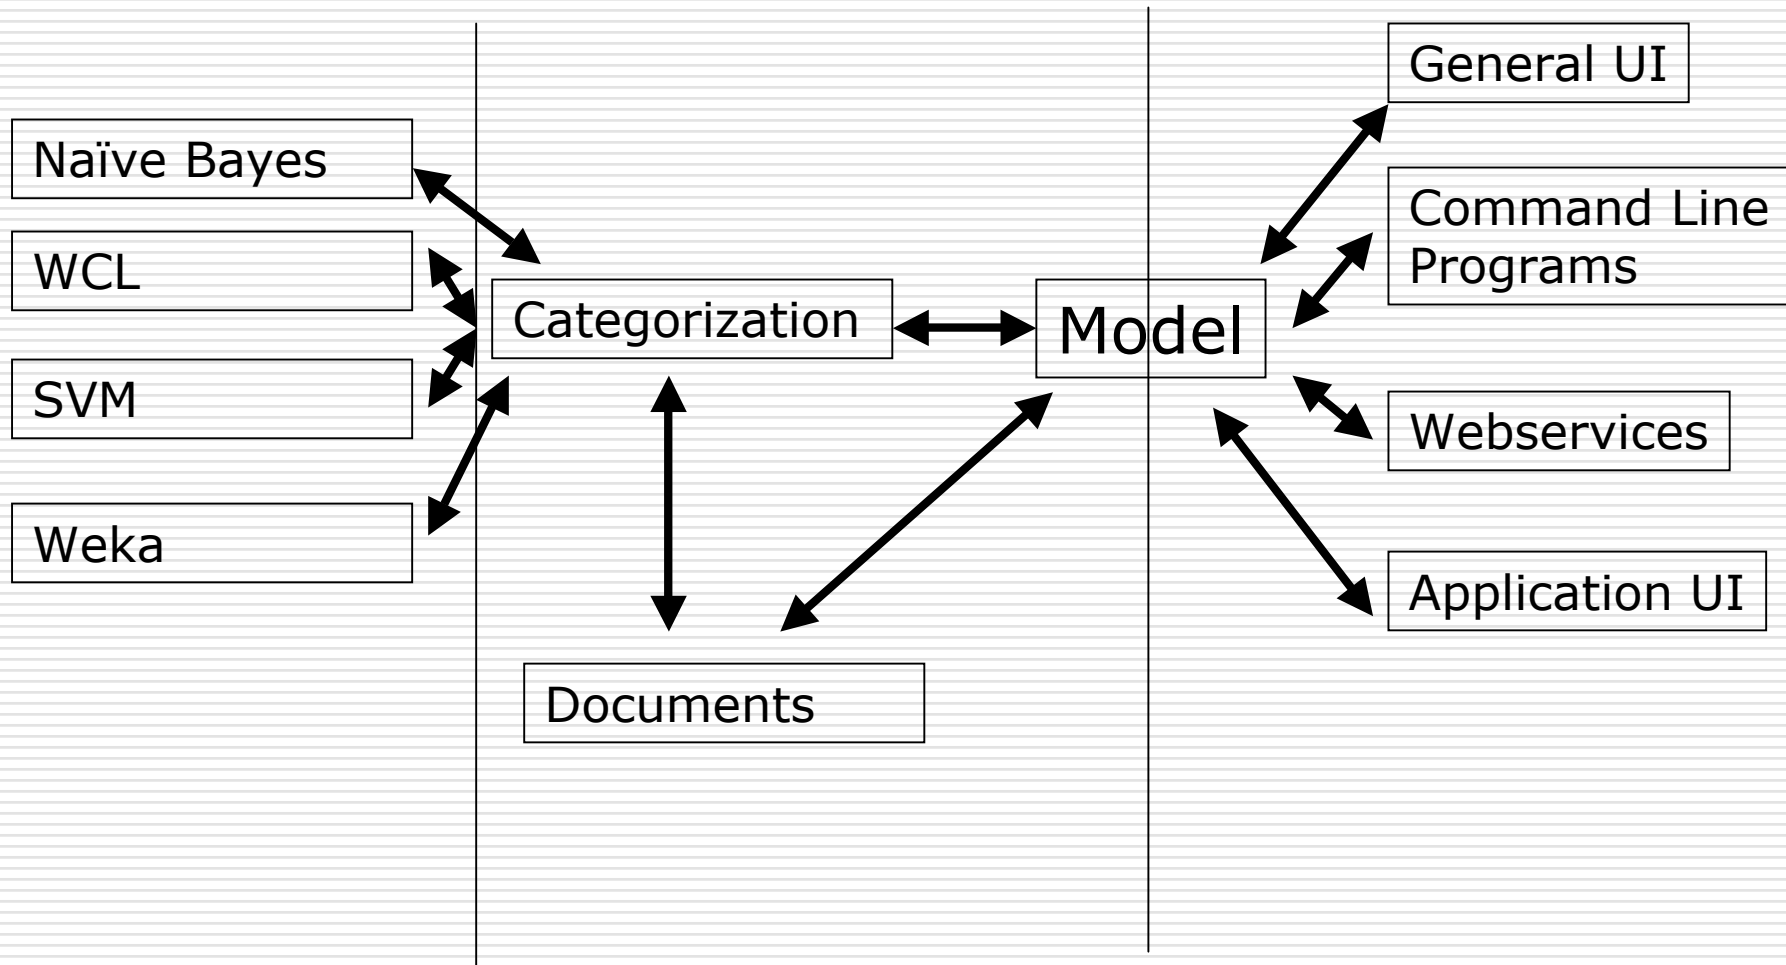 Naïve Bayes
WCL
SVM
Weka
Categorization
Documents
Model
General UI
Command Line
Programs
Webservices
Application UI